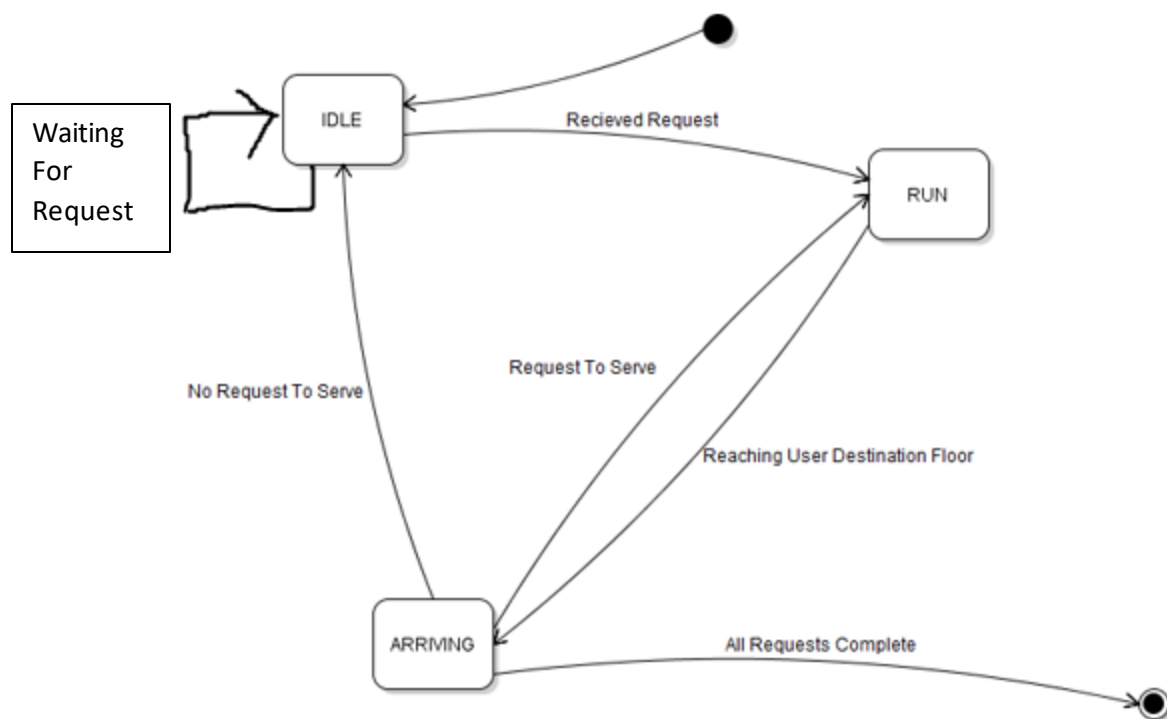 IDLE
Recieved Request
Waiting
For
Request
RUN
Request To Serve
No Request To Serve
Reaching User Destination Floor
ARRIVING
All Requests Complete